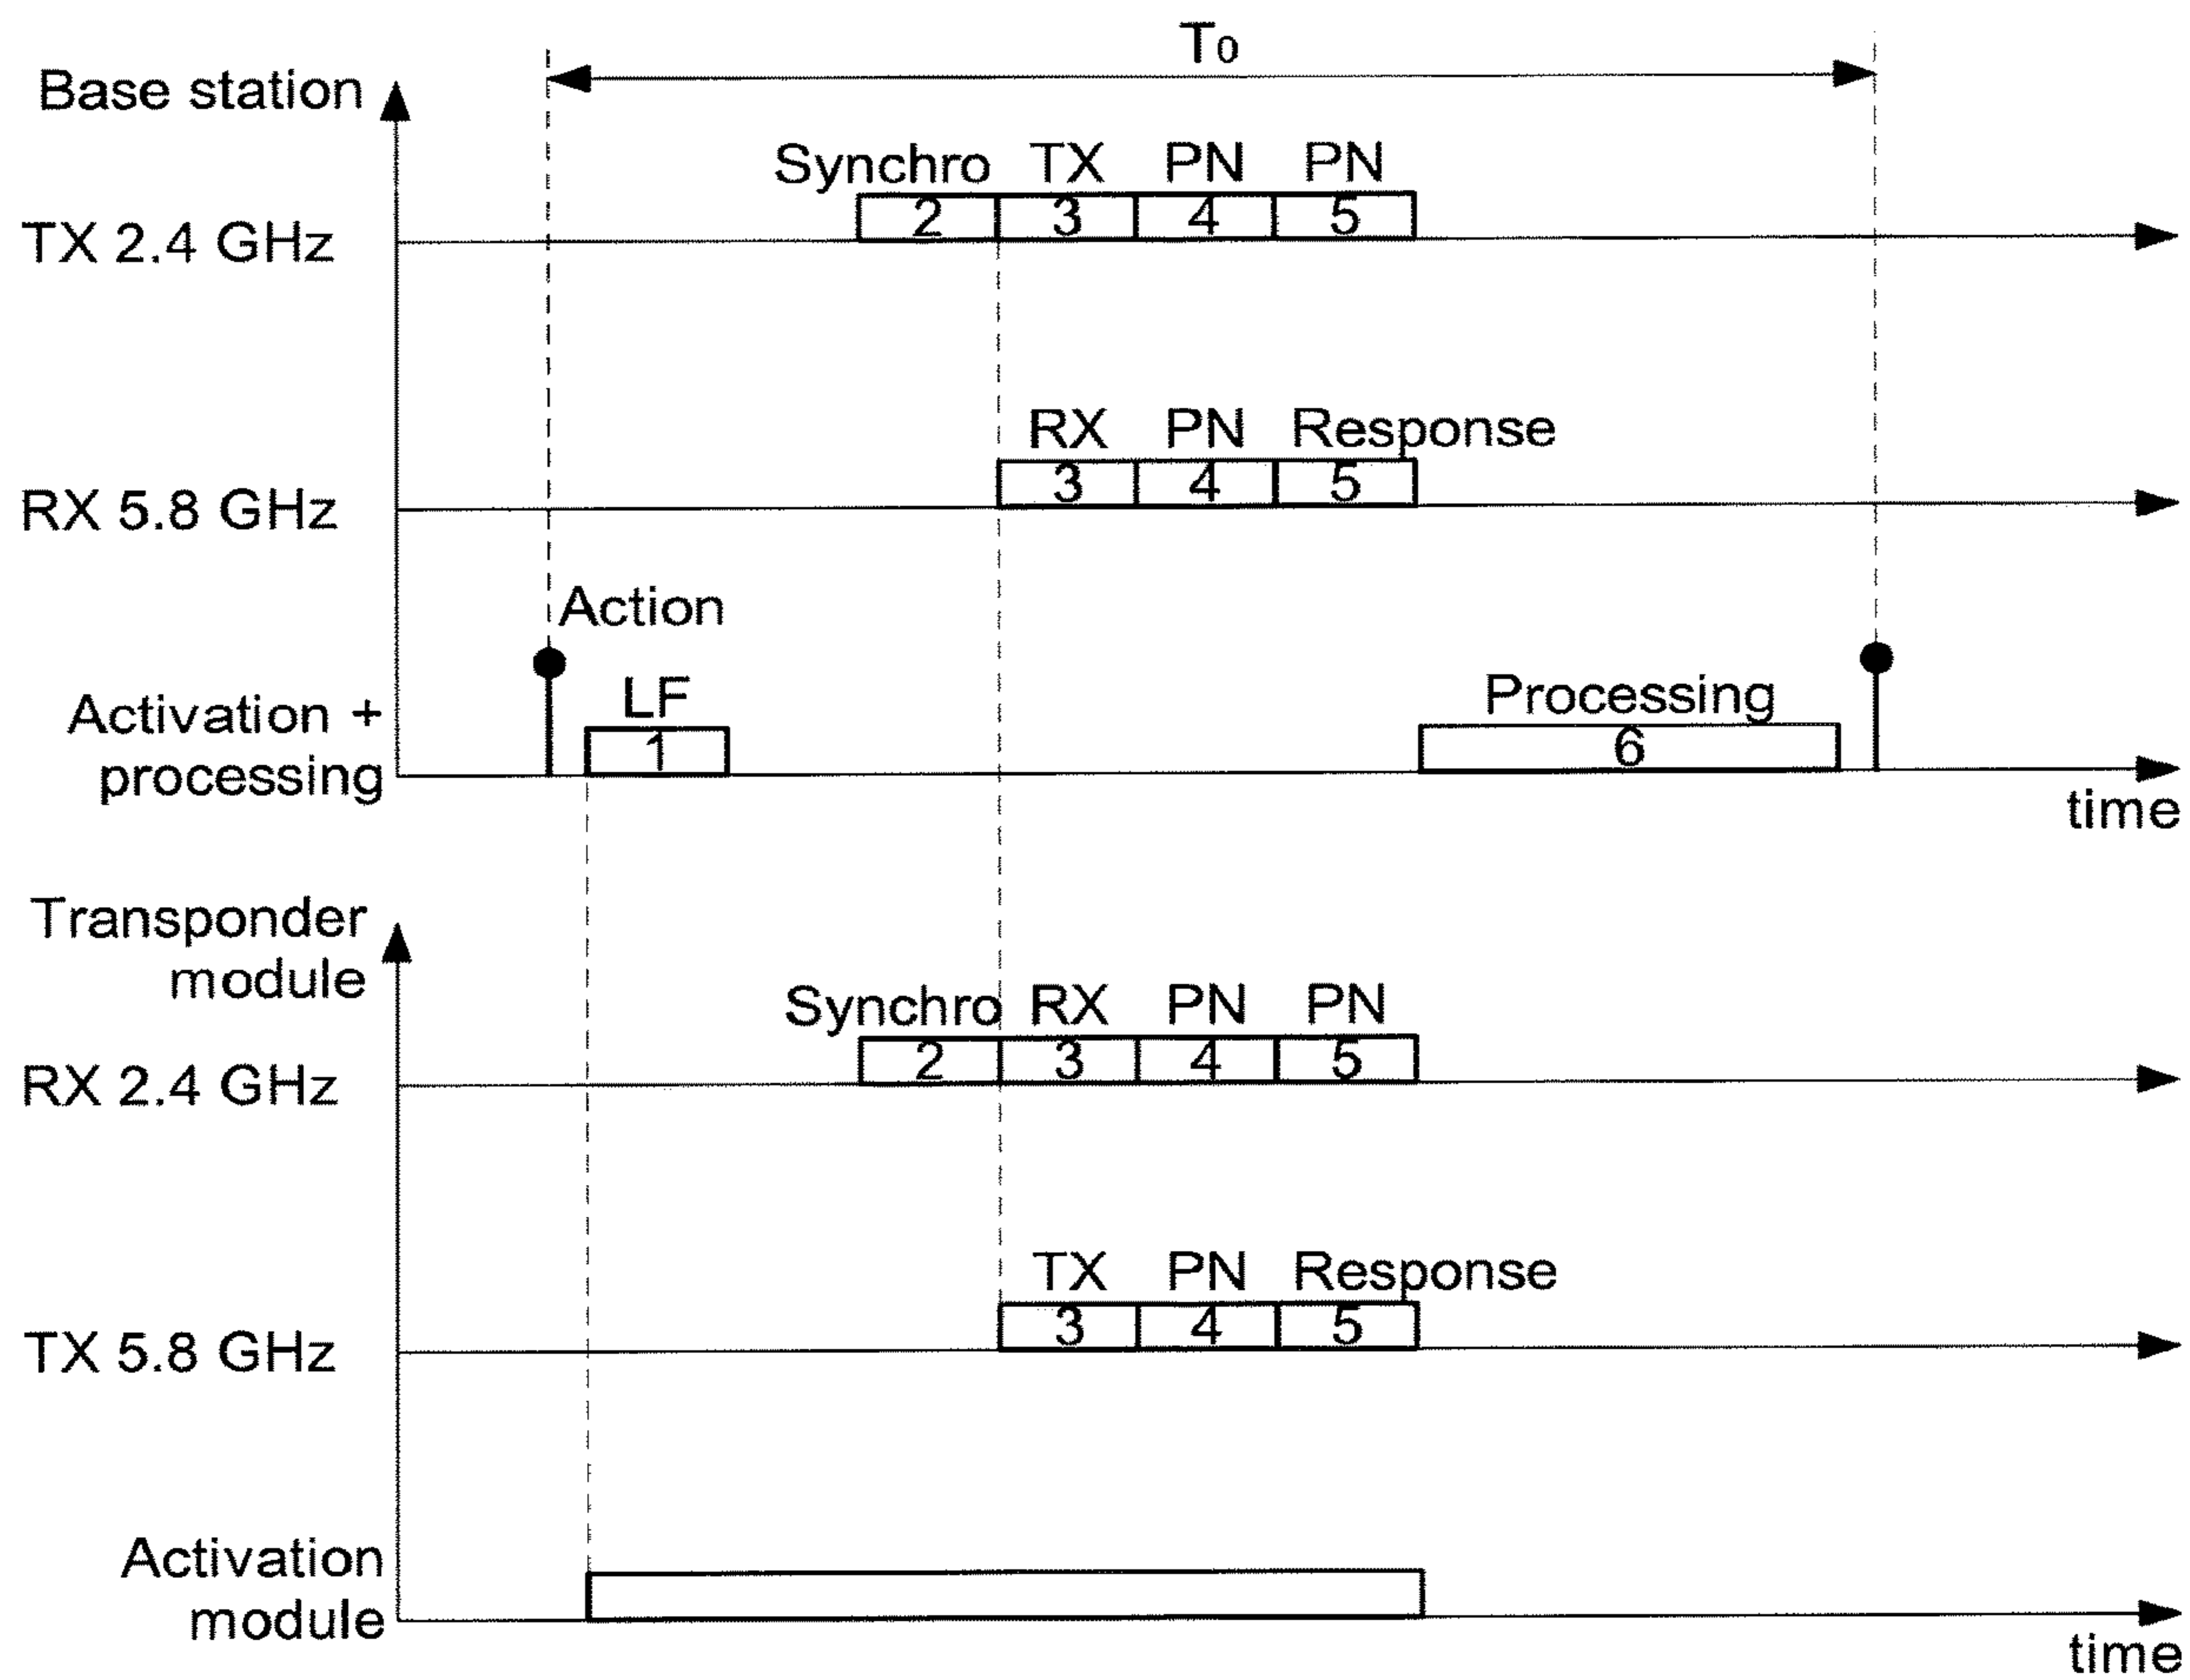 T0
Base station
Synchro TX PN PN
2 3 4 5
TX 2.4 GHz
RX PN Response
3 4 5
RX 5.8 GHz
Action
LF
Processing
Activation +
processing
1
6
time
Transponder
module
Synchro RX PN PN
2 3 4 5
RX 2.4 GHz
TX PN Response
3 4 5
TX 5.8 GHz
Activation
module
time